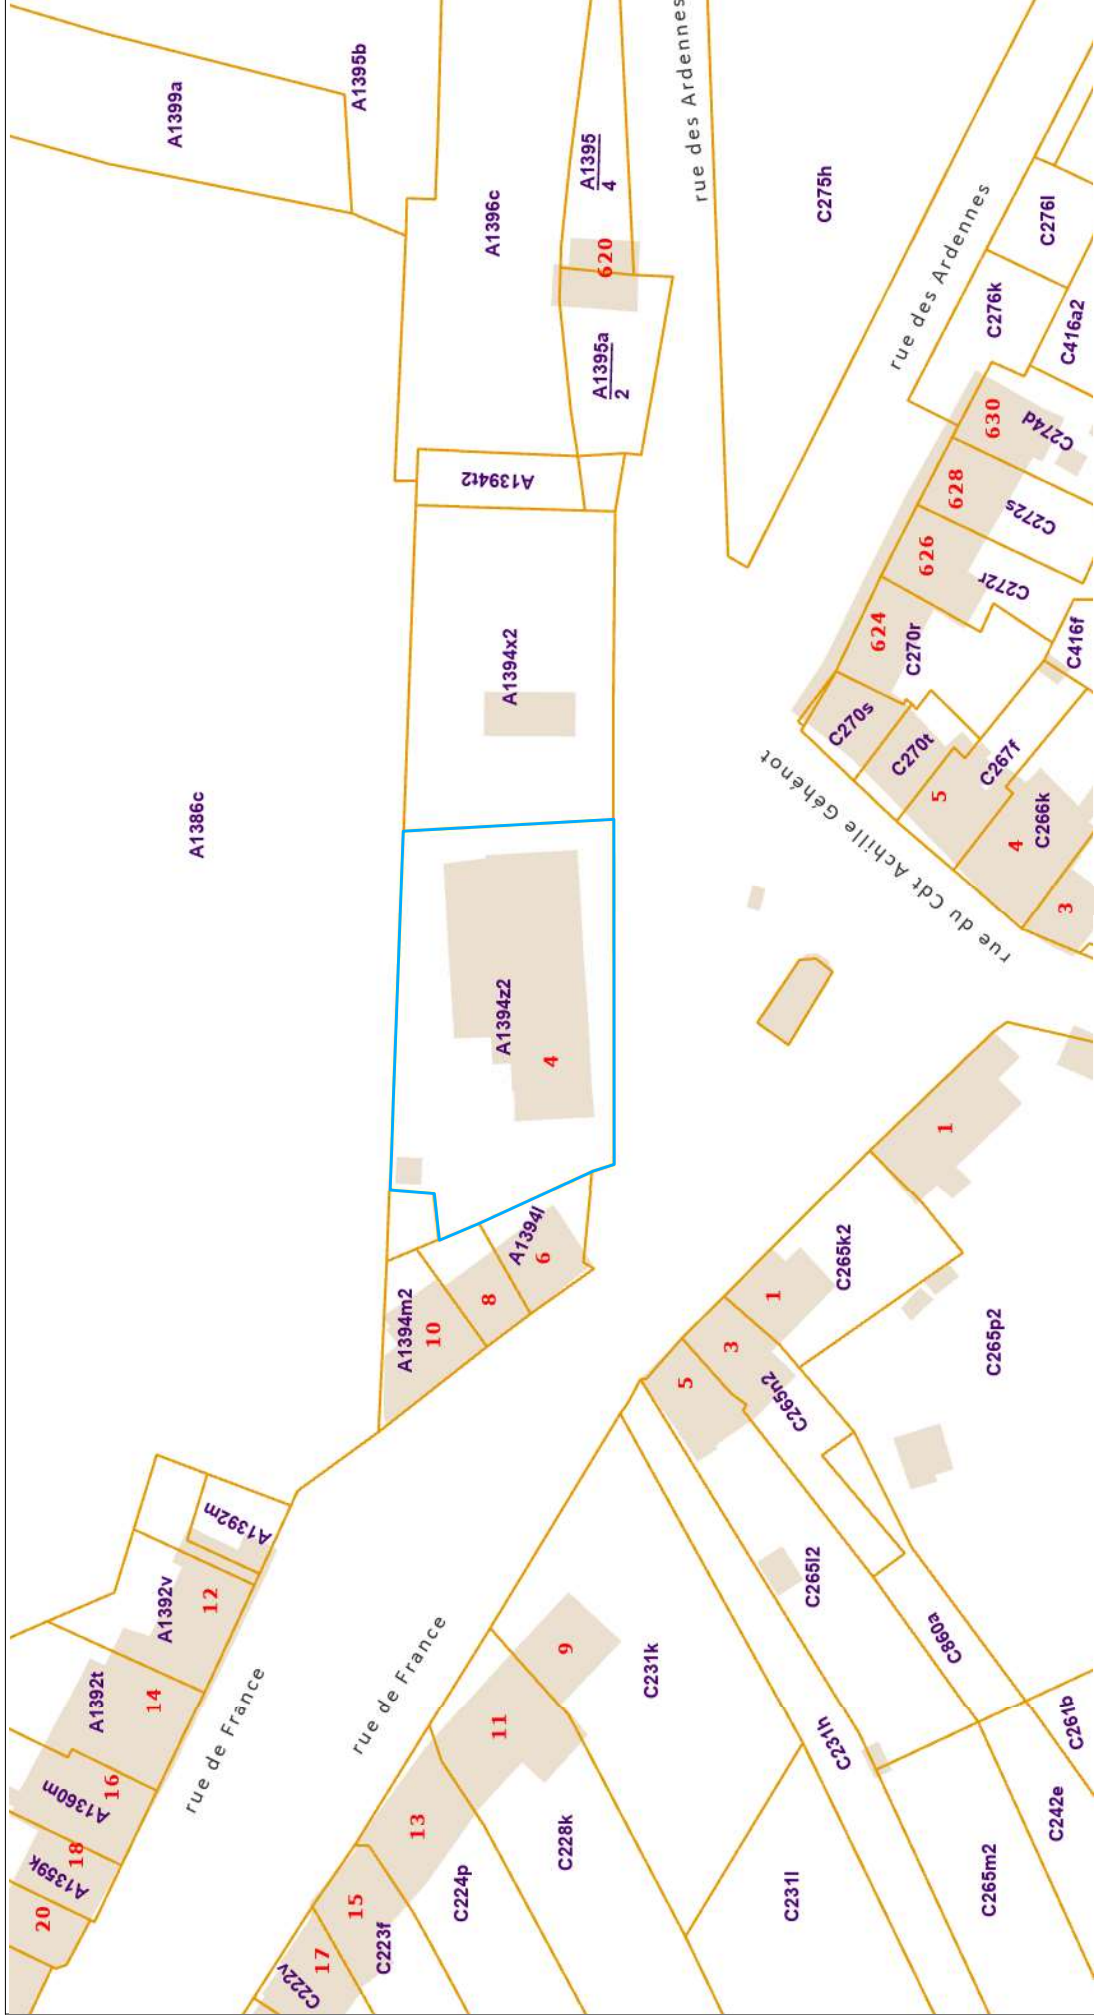 A1399a
A1395b
A1396c
A1395
4
rue des Ardennes
C275h
C276l
C276k
C416a2
rue des Ardennes
620
A1395a
2
A1394t2
630
C274d
628
C272s
626
C272r
624
C270r
C416f
A1394x2
C270s
C270t
C267f
5
rue du Cdt Achille Géhénot
4
C266k
3
A1386c
A1394z2
4
1
A1394l
6
8
A1394m2
10
C265k2
1
3
5
C265n2
C265p2
A1392m
A1392v
12
A1392t
14
rue de France
rue de France
A1360m
16
A1359k
18
20
9
C231k
11
C265l2
C860a
C231h
C261b
13
C228k
C242e
15
C224p
C223f
C231l
C265m2
17
C222v